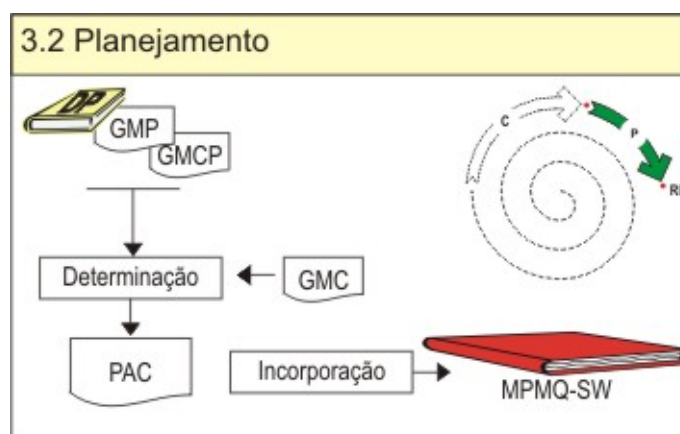 3.2 Planejamento
DP
GMP
GMCP
C
P
Determinação
GMC
PAC
Incorporação
MPMQ-SW